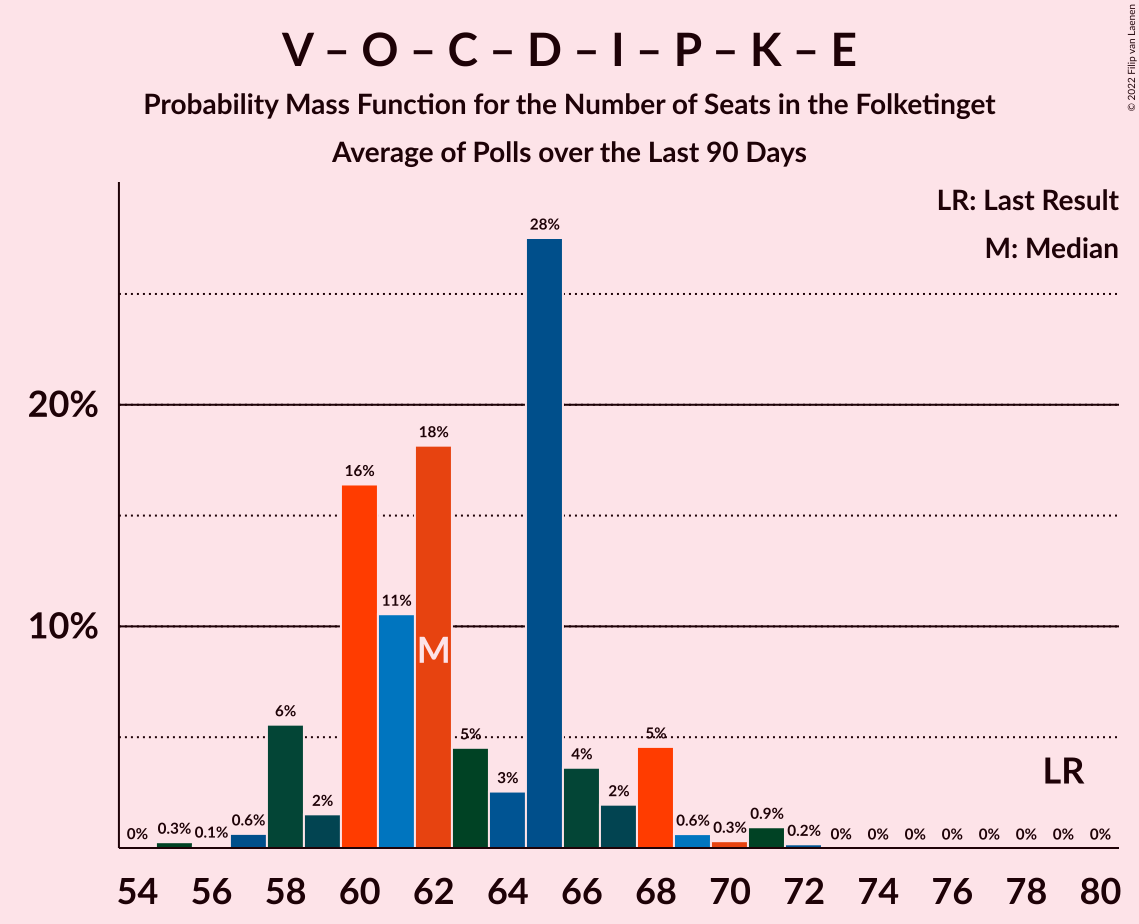 V – O – C – D – I – P – K – E
Probability Mass Function for the Number of Seats in the Folketinget
Average of Polls over the Last 90 Days
© 2022 Filip van Laenen
LR: Last Result
M: Median
28%
20%
18%
16%
11%
10%
M
6%
5%
5%
4%
LR
3%
2%
2%
0% 0.3% 0.1% 0.6% 0.6% 0.3% 0.9% 0.2% 0% 0% 0% 0% 0% 0% 0% 0%
54 56 58 60 62 64 66 68 70 72 74 76 78 80